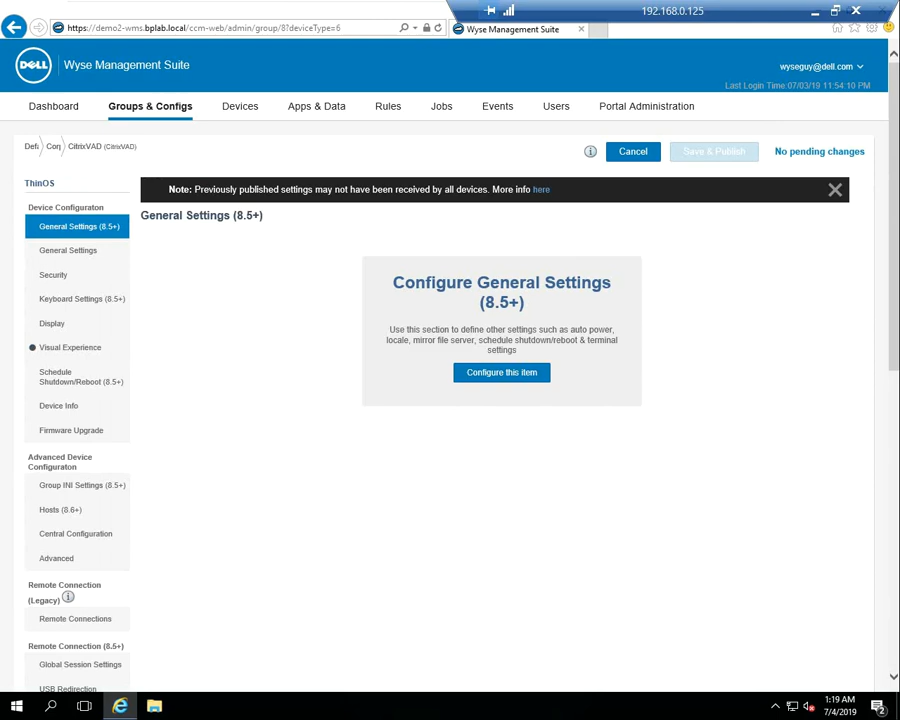 192.168.0.125
https://demo2-wms.bplab.local/ccm-web/admin/group/8?deviceType=6
Wyse Management Suite
DELL
Wyse Management Suite
wyseguy@dell.com
Last Login Time:07/03/19 11:54:10 PM
Dashboard
Groups & Configs
Devices
Apps & Data
Rules
Jobs
Events
Users
Portal Administration
Defa
Corp
CitrixVAD (CitrixVAD)
Cancel
Save & Publish
No pending changes
ThinOS
Note: Previously published settings may not have been received by all devices. More info here
Device Configuraton
General Settings (8.5+)
General Settings (8.5+)
General Settings
Security
Keyboard Settings (8.5+)
Display
Visual Experience
Schedule
Shutdown/Reboot (8.5+)
Device Info
Firmware Upgrade
Configure General Settings
(8.5+)
Use this section to define other settings such as auto power,
locale, mirror file server, schedule shutdown/reboot & terminal
settings
Configure this item
Advanced Device
Configuraton
Group INI Settings (8.5+)
Hosts (8.6+)
Central Configuration
Advanced
Remote Connection
(Legacy)
Remote Connections
Remote Connection (8.5+)
Global Session Settings
USB Redirection
1:19 AM
7/4/2019
2